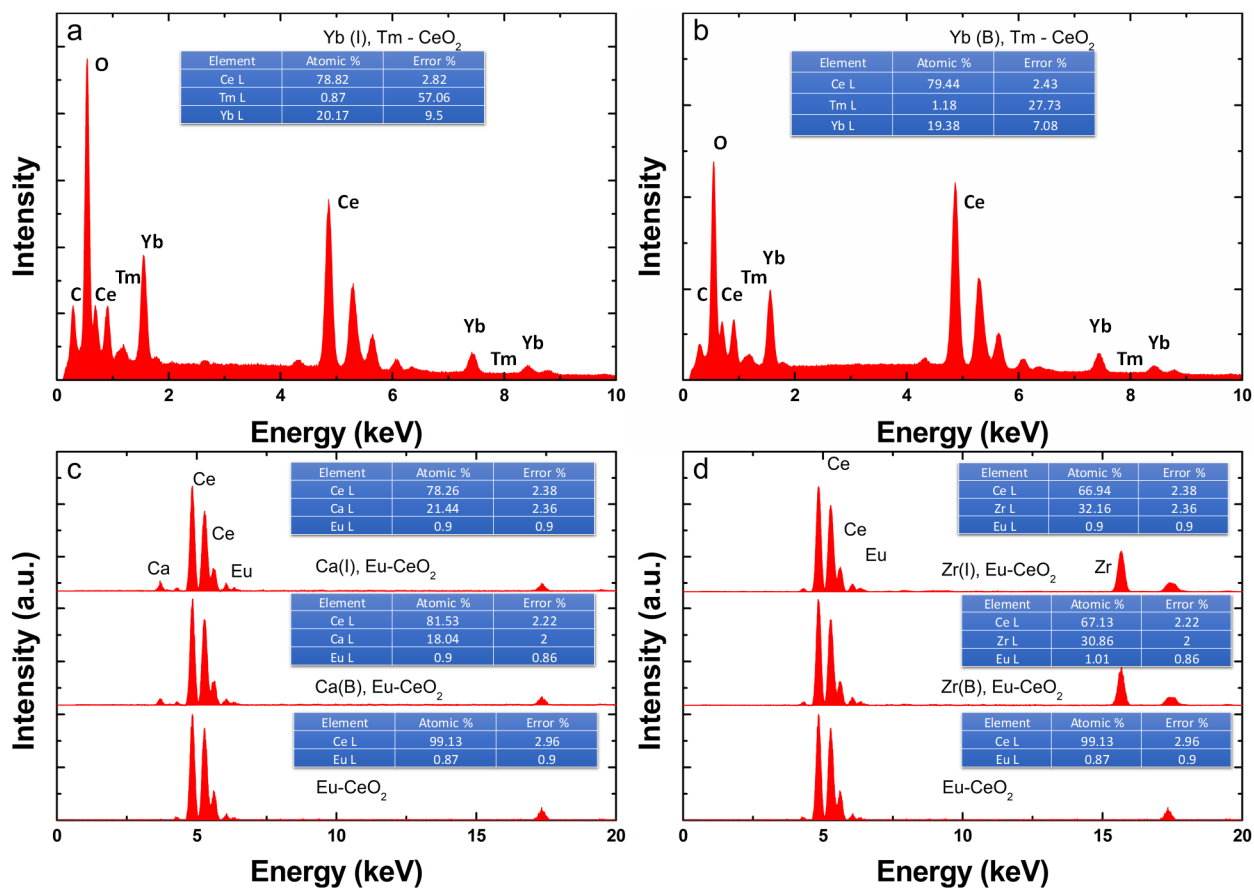 a
Yb (I), Tm - CeO₂
Element Atomic % Error %
Ce L 78.82 2.82
Tm L 0.87 57.06
Yb L 20.17 9.5
O
C
Ce
Tm
Yb
Ce
Yb
Tm
Yb
Intensity
0 2 4 6 8 10
Energy (keV)
b
Yb (B), Tm - CeO₂
Element Atomic % Error %
Ce L 79.44 2.43
Tm L 1.18 27.73
Yb L 19.38 7.08
O
C
Ce
Tm
Yb
Ce
Yb
Tm
Yb
Intensity
0 2 4 6 8 10
Energy (keV)
c
Element Atomic % Error %
Ce L 78.26 2.38
Ca L 21.44 2.36
Eu L 0.9 0.9
Ce
Ce
Ca
Eu
Ca(I), Eu-CeO₂
Element Atomic % Error %
Ce L 81.53 2.22
Ca L 18.04 2
Eu L 0.9 0.86
Ca(B), Eu-CeO₂
Element Atomic % Error %
Ce L 99.13 2.96
Eu L 0.87 0.9
Eu-CeO₂
Intensity (a.u.)
0 5 10 15 20
Energy (keV)
d
Element Atomic % Error %
Ce L 66.94 2.38
Zr L 32.16 2.36
Eu L 0.9 0.9
Ce
Ce
Eu
Zr
Zr(I), Eu-CeO₂
Element Atomic % Error %
Ce L 67.13 2.22
Zr L 30.86 2
Eu L 1.01 0.86
Zr(B), Eu-CeO₂
Element Atomic % Error %
Ce L 99.13 2.96
Eu L 0.87 0.9
Eu-CeO₂
Intensity (a.u.)
0 5 10 15 20
Energy (keV)